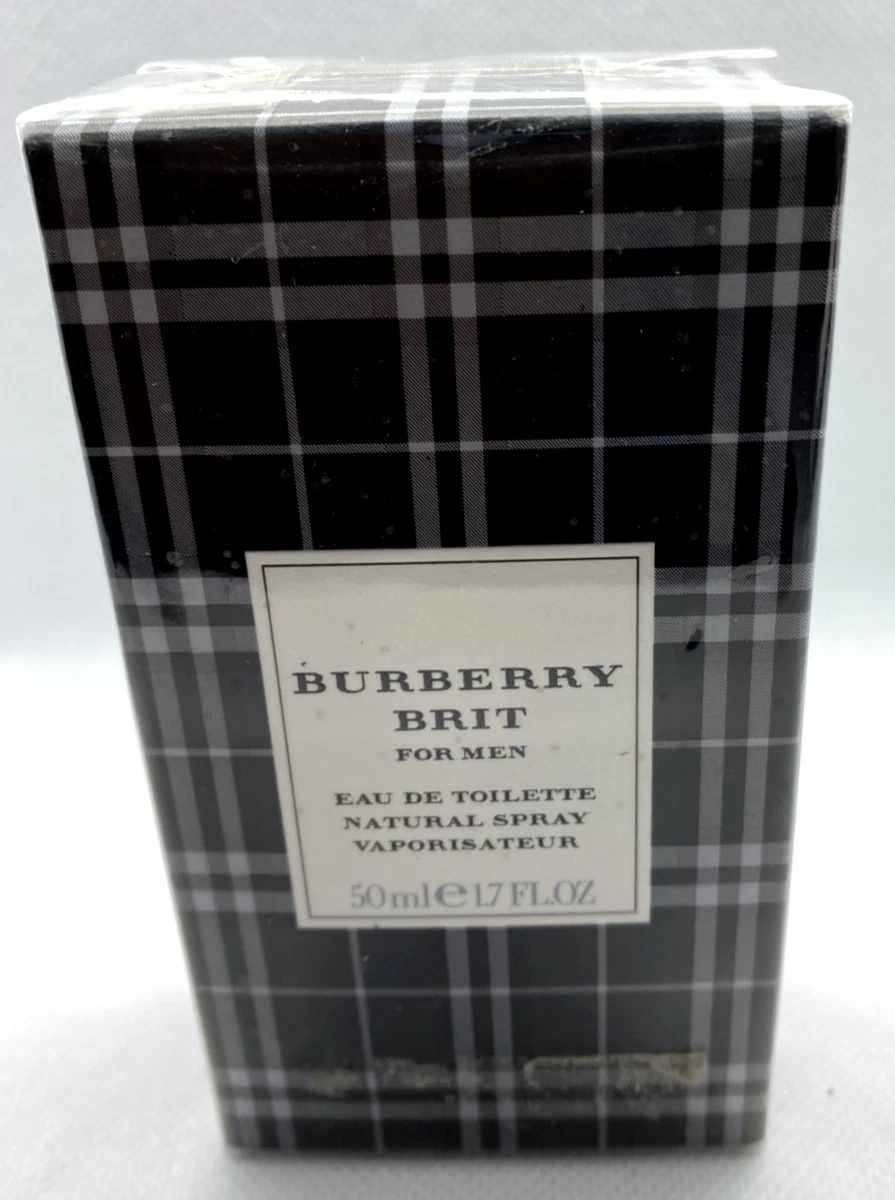 BURBERRY
BRIT
FOR MEN
EAU DE TOILETTE
NATURAL SPRAY
VAPORISATEUR
50ml℮1.7 FL.OZ